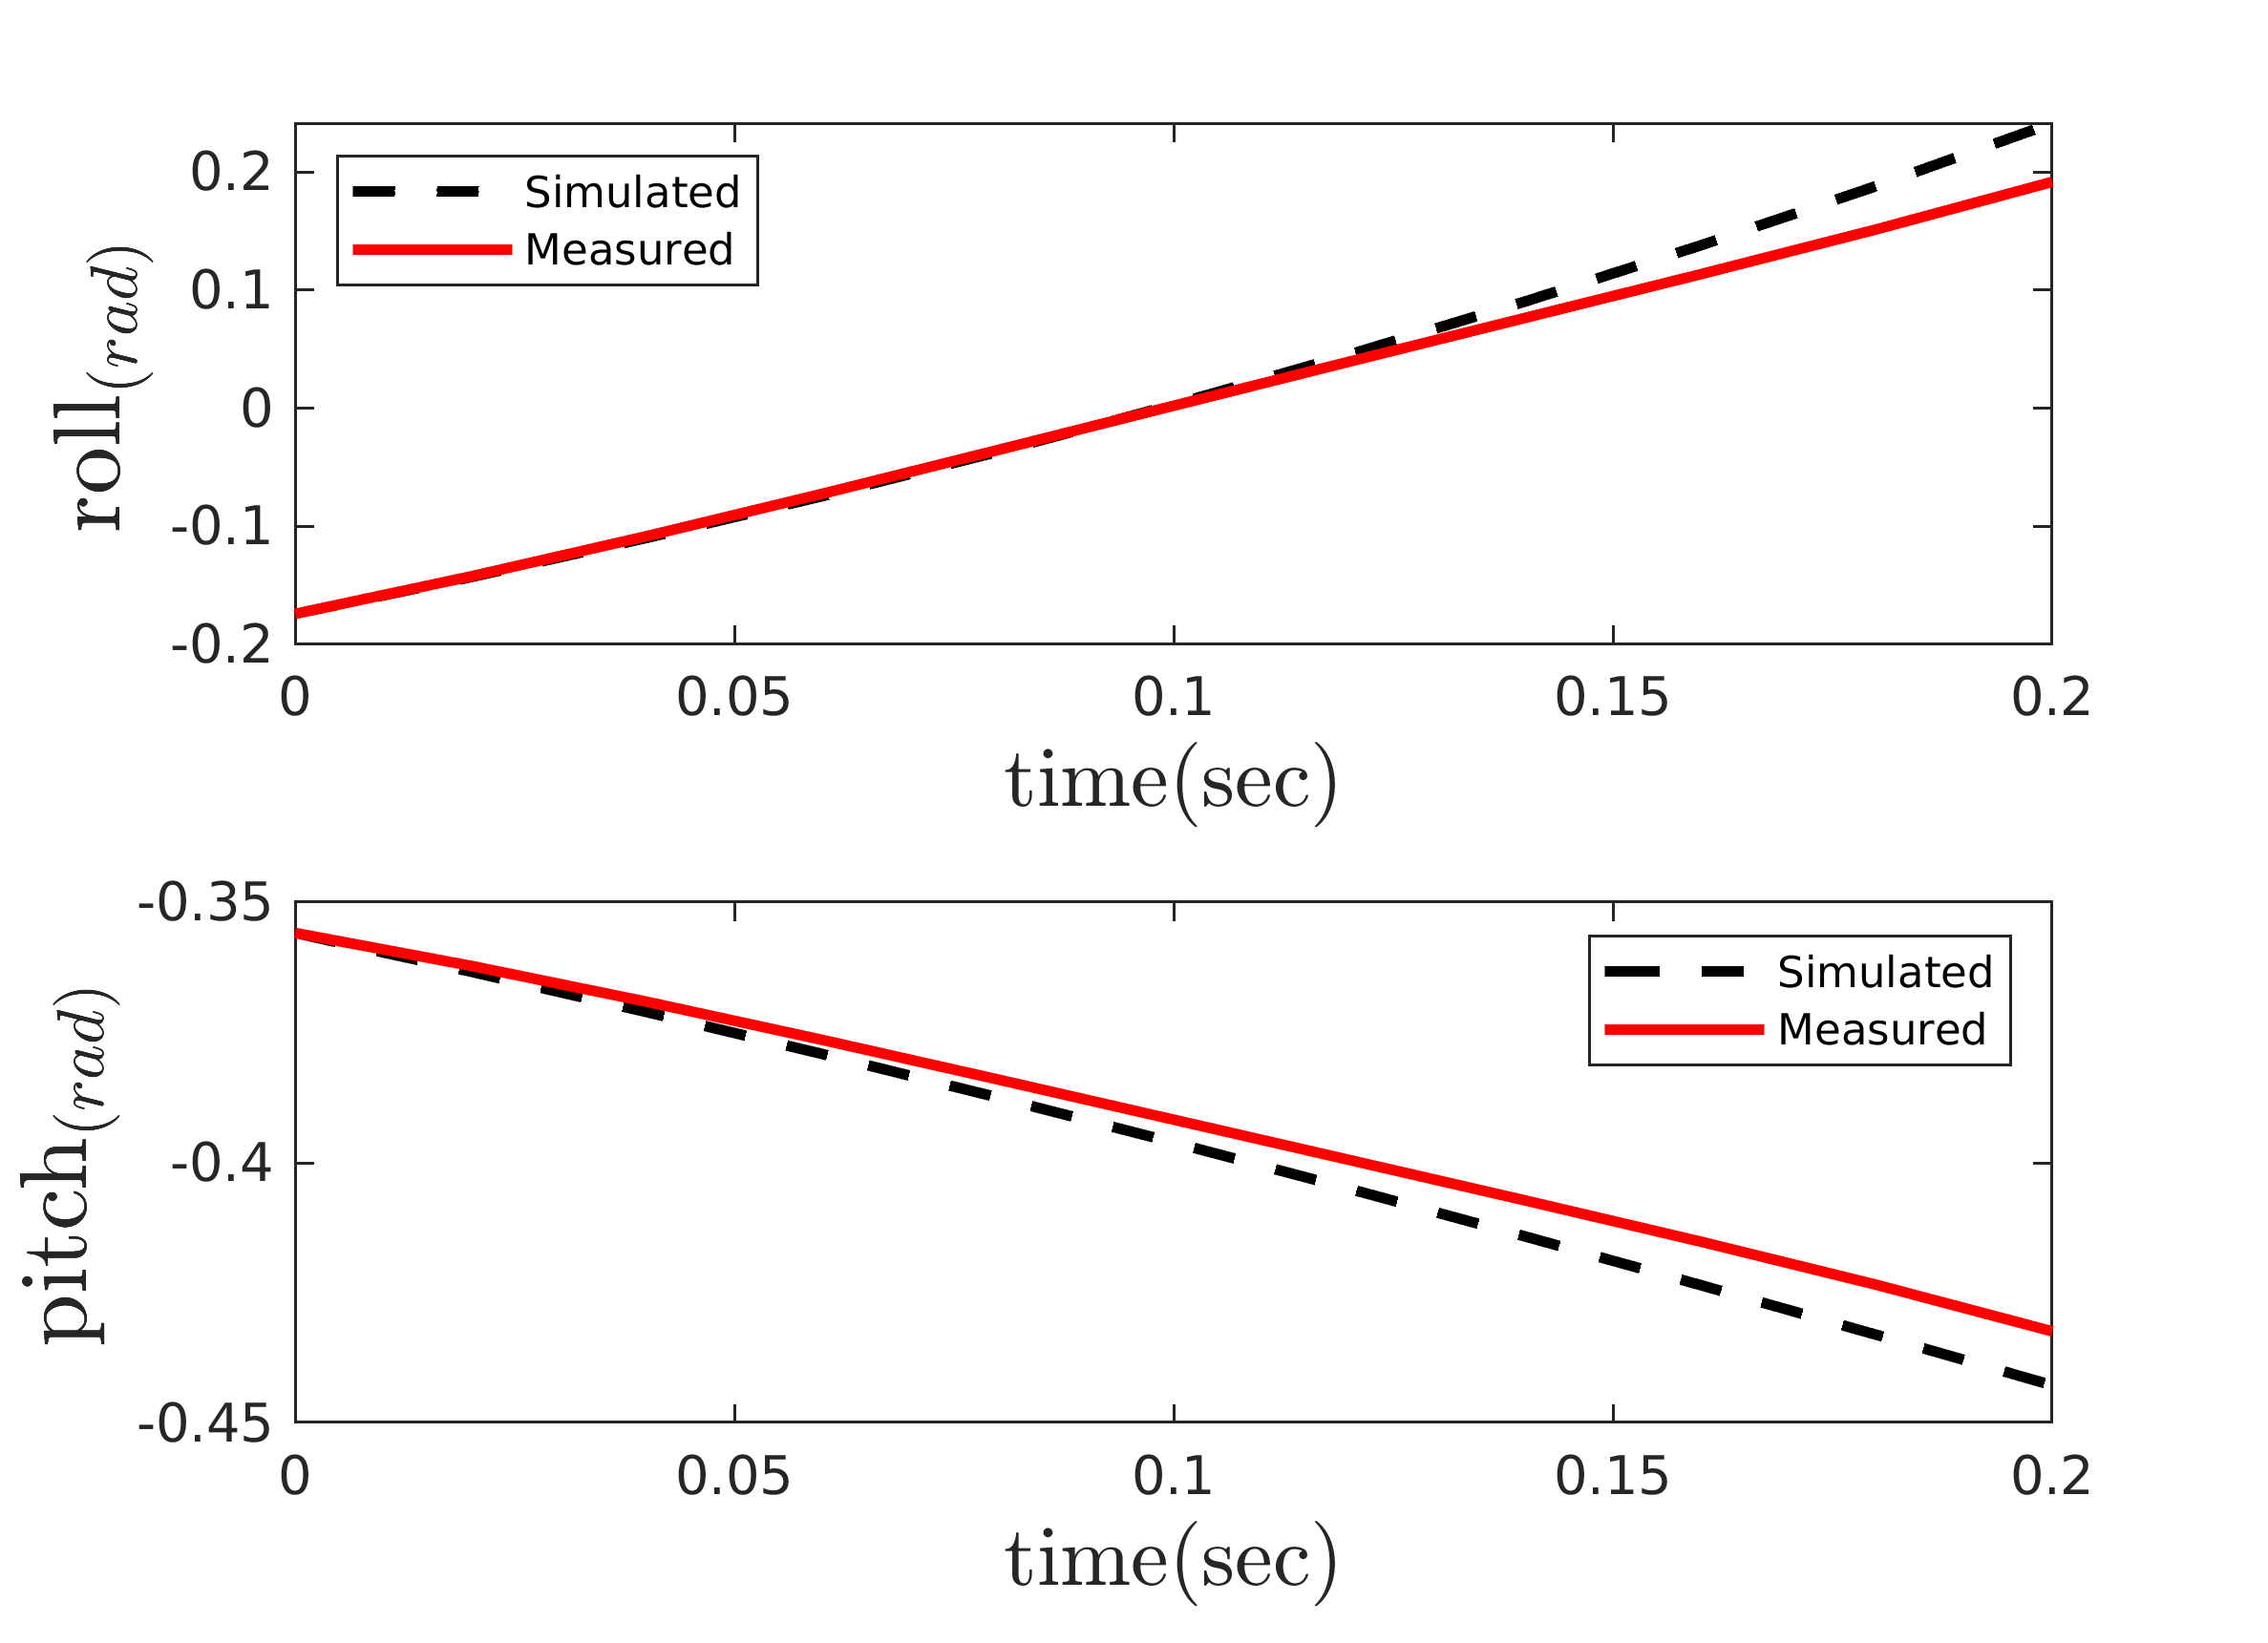 roll(rad)
0.2
0.1
0
-0.1
-0.2
Simulated
Measured
0 0.05 0.1 0.15 0.2
time(sec)
pitch(rad)
-0.35
-0.4
-0.45
Simulated
Measured
0 0.05 0.1 0.15 0.2
time(sec)